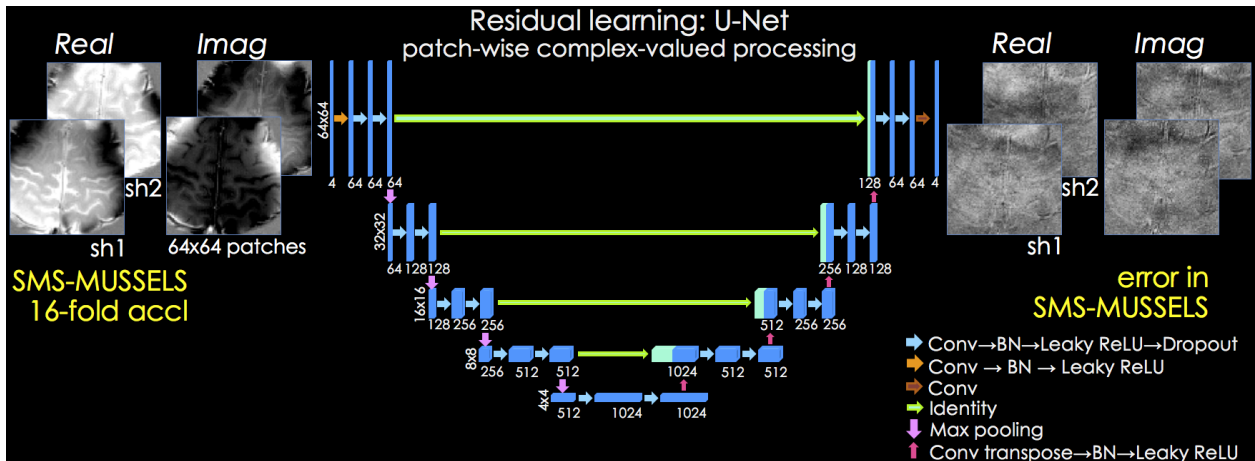 Residual learning: U-Net
patch-wise complex-valued processing
Real Imag
sh2
sh1 64x64 patches
SMS-MUSSELS
16-fold accl
64x64
4 64 64 64
128 64 64 4
32x32
64 128 128
256 128 128
16x16
128 256 256
512 256 256
8x8
256 512 512
1024 512 512
4x4
512 1024 1024
Real Imag
sh2
sh1
error in
SMS-MUSSELS
Conv→BN→Leaky ReLU→Dropout
Conv → BN → Leaky ReLU
Conv
Identity
Max pooling
Conv transpose→BN→Leaky ReLU